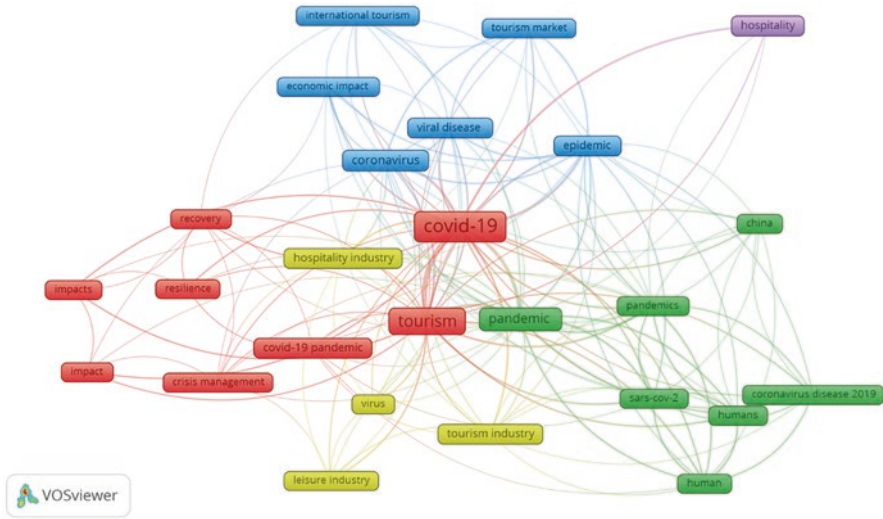 international tourism
tourism market
hospitality
economic impact
viral disease
coronavirus
epidemic
recovery
covid-19
china
hospitality industry
impacts
resilience
pandemics
tourism
pandemic
covid-19 pandemic
impact
crisis management
virus
sars-cov-2
coronavirus disease 2019
humans
tourism industry
leisure industry
human
VOSviewer